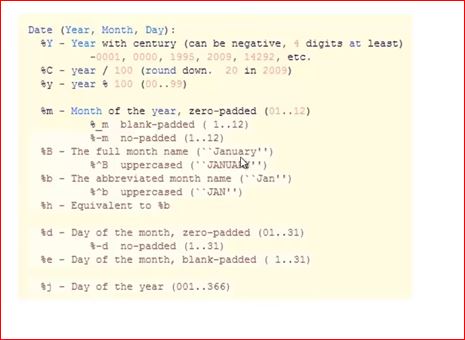 Date (Year, Month, Day):
%Y - Year with century (can be negative, 4 digits at least)
-0001, 0000, 1995, 2009, 14292, etc.
%C - year / 100 (round down.  20 in 2009)
%y - year % 100 (00..99)
%m - Month of the year, zero-padded (01..12)
%_m  blank-padded ( 1..12)
%-m  no-padded (1..12)
%B - The full month name (``January'')
%^B  uppercased (``JANUARY'')
%b - The abbreviated month name (``Jan'')
%^b  uppercased (``JAN'')
%h - Equivalent to %b
%d - Day of the month, zero-padded (01..31)
%-d  no-padded (1..31)
%e - Day of the month, blank-padded ( 1..31)
%j - Day of the year (001..366)